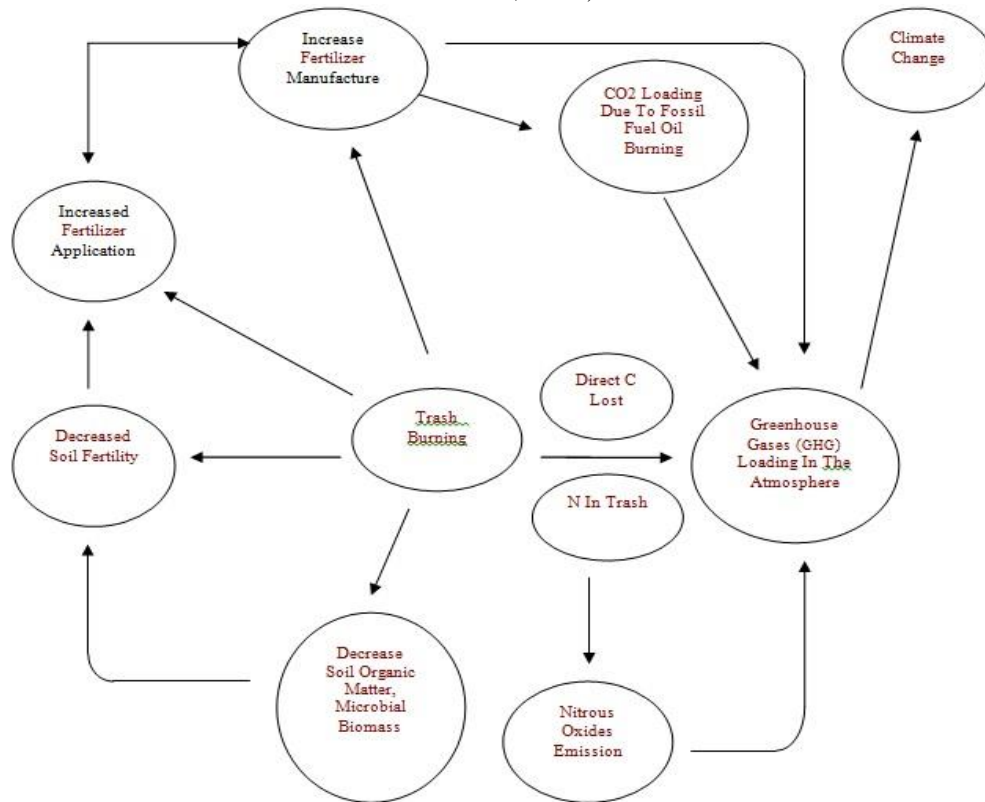 Increase
Fertilizer
Manufacture
Climate
Change
CO2 Loading
Due To Fossil
Fuel Oil
Burning
Increased
Fertilizer
Application
Direct C
Lost
Trash
Burning
Decreased
Soil Fertility
Greenhouse
Gases (GHG)
Loading In The
Atmosphere
N In Trash
Decrease
Soil Organic
Matter,
Microbial
Biomass
Nitrous
Oxides
Emission